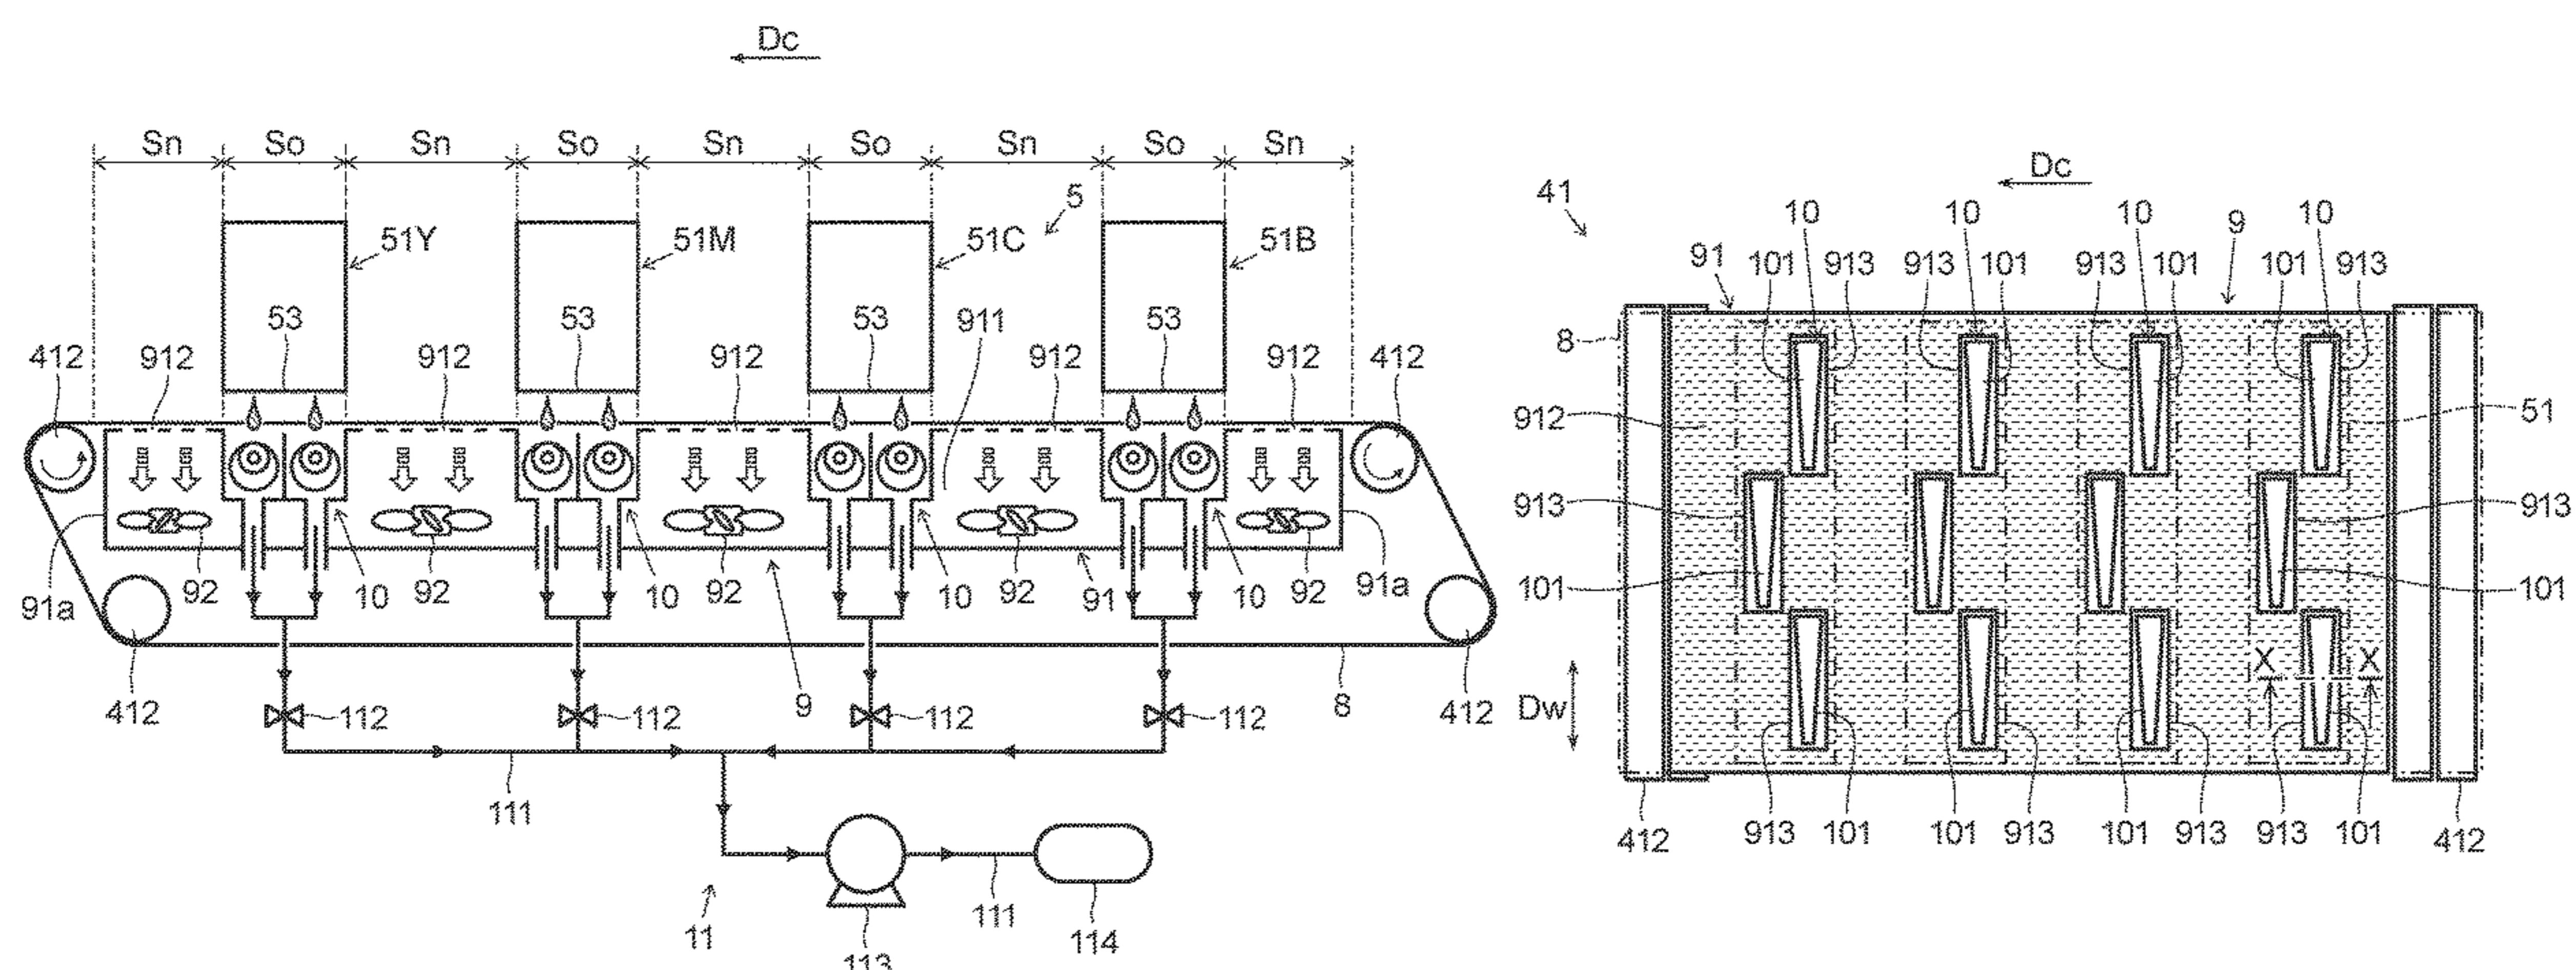 Dc
Sn So Sn So Sn So Sn So Sn
5
51Y 51M 51C 51B
53 53 53 911 53
412 912 912 912 912 912 412
91a 92 10 92 10 92 10 92 91 10 92 91a
412 112 112 9 112 112 8 412
111
11 113 111 114
Dc
41
10 10 10 9 10
91 101 913 913 101 913 101 101 913
8
912 51
913 913
101 101
X X
Dw
412 913 101 101 913 101 913 913 101 412